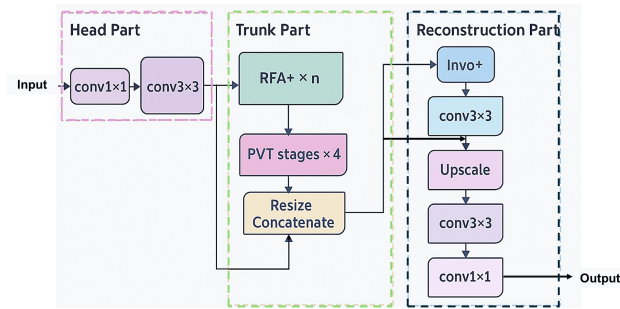 Head Part
Trunk Part
Reconstruction Part
Input
conv1×1
conv3×3
RFA+ × n
PVT stages × 4
Resize
Concatenate
Invo+
conv3×3
Upscale
conv3×3
conv1×1
Output